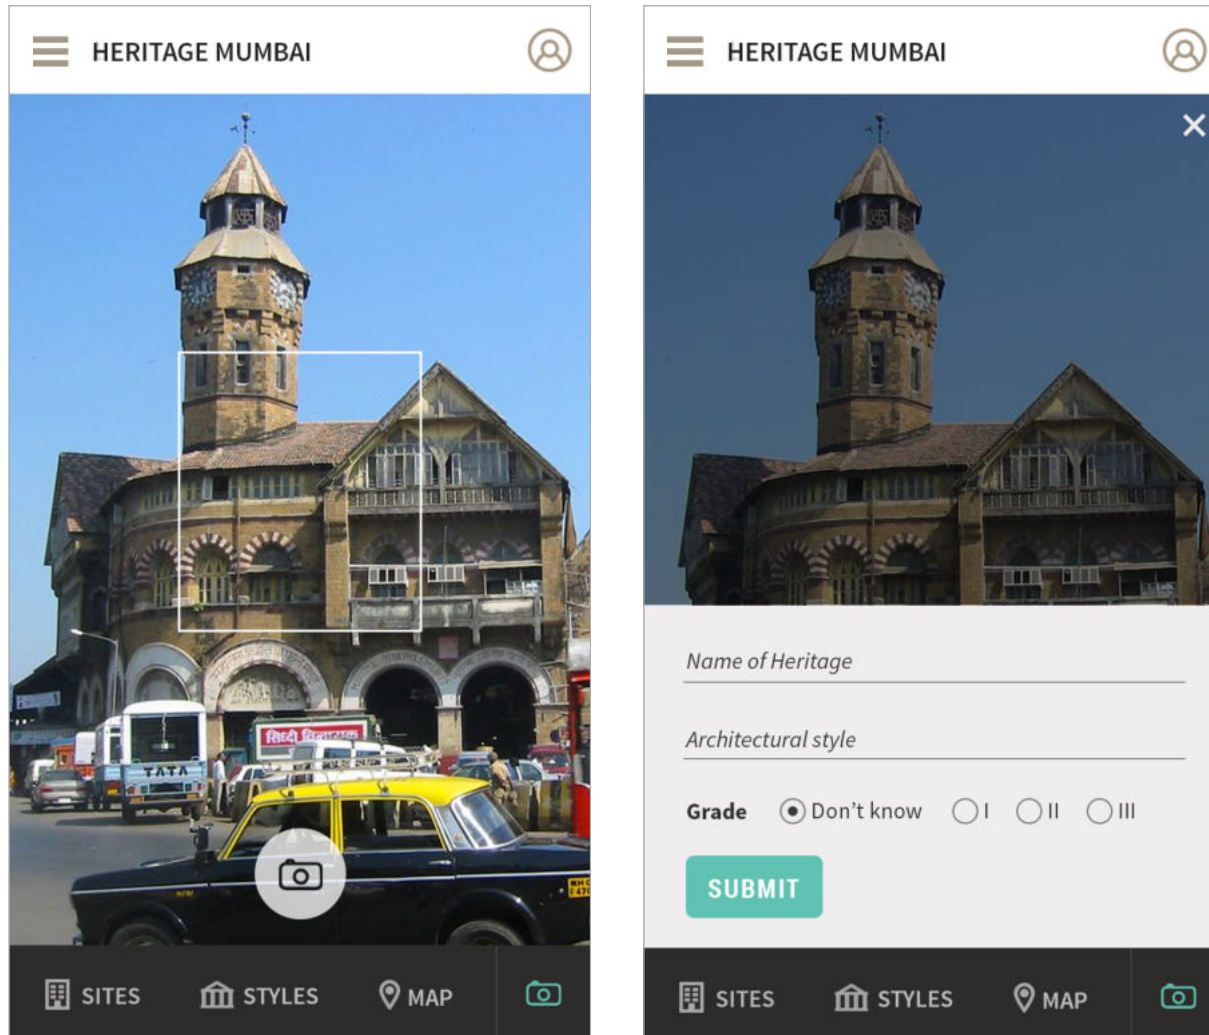 HERITAGE MUMBAI
TATA
सिध्दी विनायक
SITES
STYLES
MAP
HERITAGE MUMBAI
Name of Heritage
Architectural style
Grade Don't know I II III
SUBMIT
SITES
STYLES
MAP